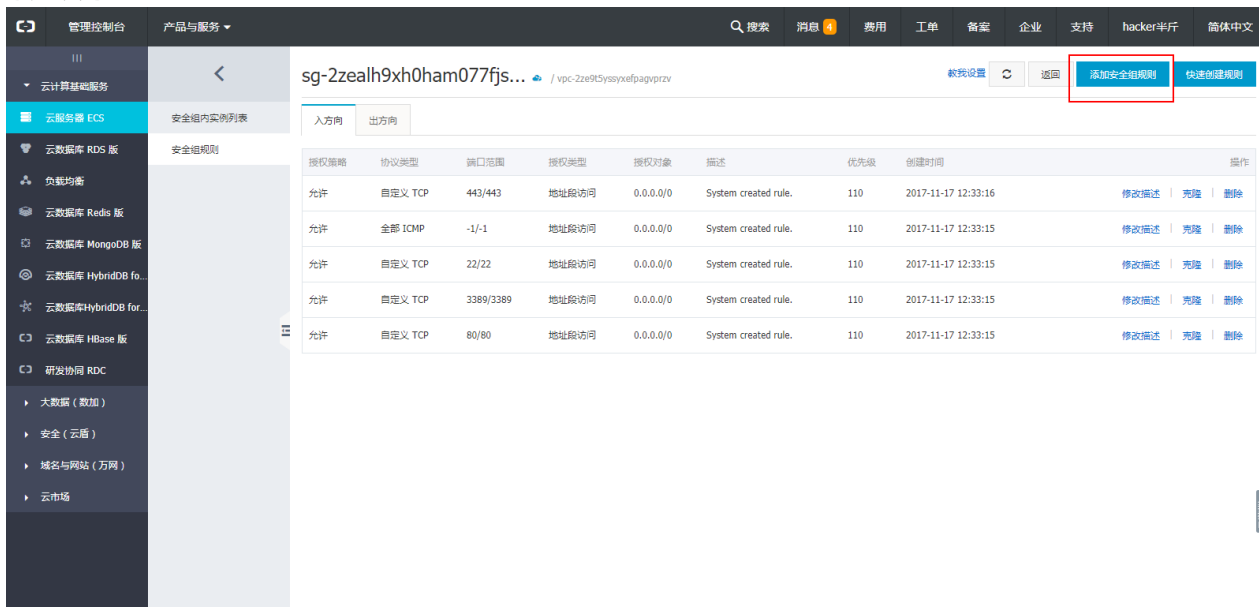 管理控制台 产品与服务 搜索 消息 4 费用 工单 备案 企业 支持 hacker半斤 简体中文
云计算基础服务
云服务器 ECS
云数据库 RDS 版
负载均衡
云数据库 Redis 版
云数据库 MongoDB 版
云数据库 HybridDB fo...
云数据库HybridDB for...
云数据库 HBase 版
研发协同 RDC
大数据（数加）
安全（云盾）
域名与网站（万网）
云市场
安全组内实例列表
安全组规则
sg-2zealh9xh0ham077fjs... / vpc-2ze9t5yssyxefpagvprzv 教我设置 返回 添加安全组规则 快速创建规则
入方向 出方向
授权策略 协议类型 端口范围 授权类型 授权对象 描述 优先级 创建时间 操作
允许 自定义 TCP 443/443 地址段访问 0.0.0.0/0 System created rule. 110 2017-11-17 12:33:16 修改描述 克隆 删除
允许 全部 ICMP -1/-1 地址段访问 0.0.0.0/0 System created rule. 110 2017-11-17 12:33:15 修改描述 克隆 删除
允许 自定义 TCP 22/22 地址段访问 0.0.0.0/0 System created rule. 110 2017-11-17 12:33:15 修改描述 克隆 删除
允许 自定义 TCP 3389/3389 地址段访问 0.0.0.0/0 System created rule. 110 2017-11-17 12:33:15 修改描述 克隆 删除
允许 自定义 TCP 80/80 地址段访问 0.0.0.0/0 System created rule. 110 2017-11-17 12:33:15 修改描述 克隆 删除